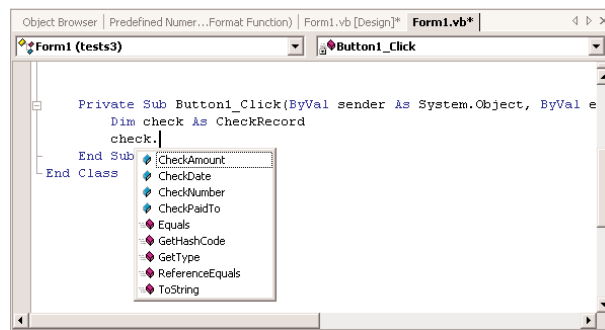 Object Browser | Predefined Numer...Format Function) | Form1.vb [Design]* | Form1.vb*
Form1 (tests3) Button1_Click
Private Sub Button1_Click(ByVal sender As System.Object, ByVal e
Dim check As CheckRecord
check.
End Sub
CheckAmount
End Class
CheckDate
CheckNumber
CheckPaidTo
Equals
GetHashCode
GetType
ReferenceEquals
ToString